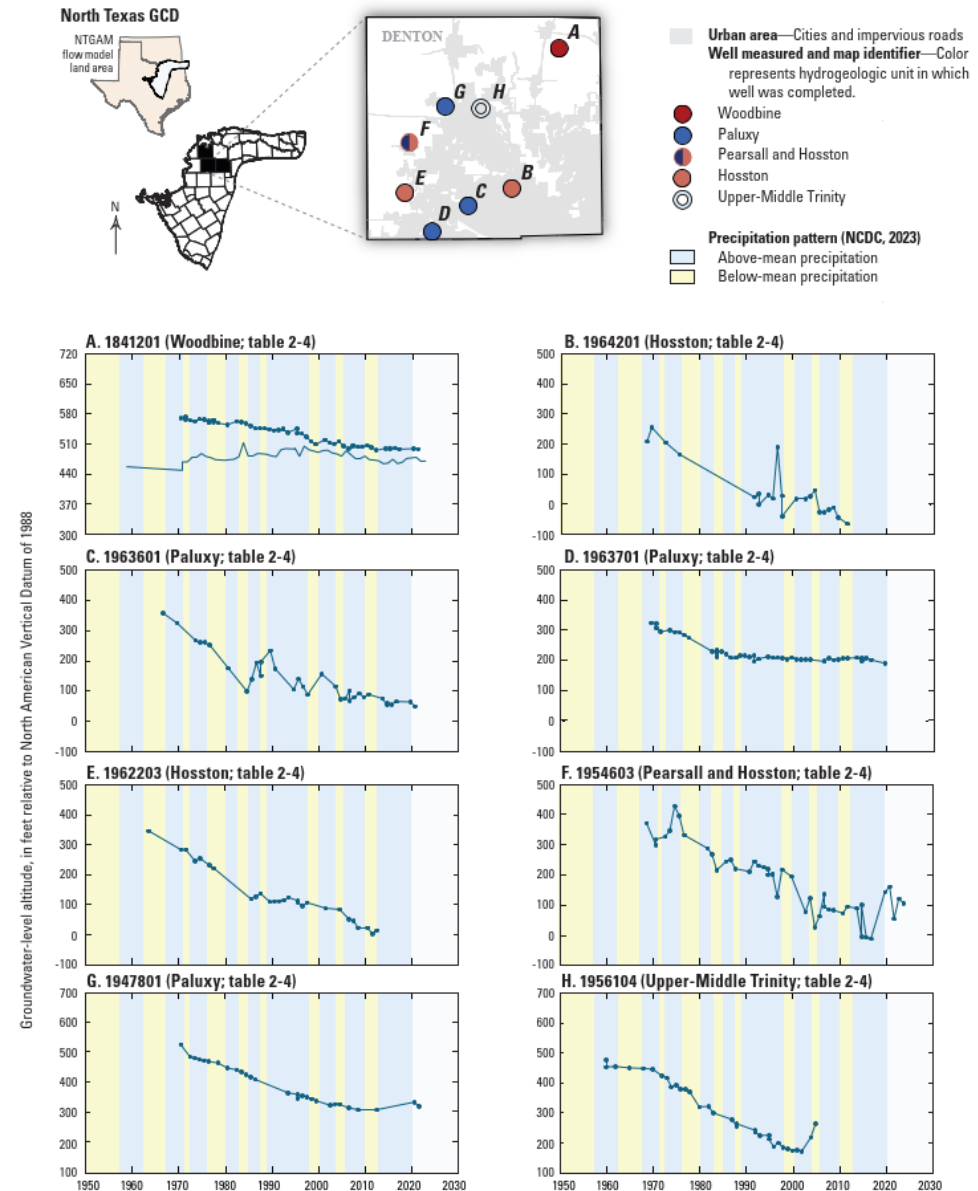 North Texas GCD
NTGAM
flow model
land area
N
DENTON
A
G
H
F
E
B
C
D
Urban area—Cities and impervious roads
Well measured and map identifier—Color
represents hydrogeologic unit in which
well was completed.
Woodbine
Paluxy
Pearsall and Hosston
Hosston
Upper-Middle Trinity
Precipitation pattern (NCDC, 2023)
Above-mean precipitation
Below-mean precipitation
Groundwater-level altitude, in feet relative to North American Vertical Datum of 1988
A. 1841201 (Woodbine; table 2-4)
720
650
580
510
440
370
300
B. 1964201 (Hosston; table 2-4)
500
400
300
200
100
0
-100
C. 1963601 (Paluxy; table 2-4)
500
400
300
200
100
0
-100
D. 1963701 (Paluxy; table 2-4)
500
400
300
200
100
0
-100
E. 1962203 (Hosston; table 2-4)
500
400
300
200
100
0
-100
F. 1954603 (Pearsall and Hosston; table 2-4)
500
400
300
200
100
0
-100
G. 1947801 (Paluxy; table 2-4)
700
600
500
400
300
200
100
1950 1960 1970 1980 1990 2000 2010 2020 2030
H. 1956104 (Upper-Middle Trinity; table 2-4)
700
600
500
400
300
200
100
1950 1960 1970 1980 1990 2000 2010 2020 2030